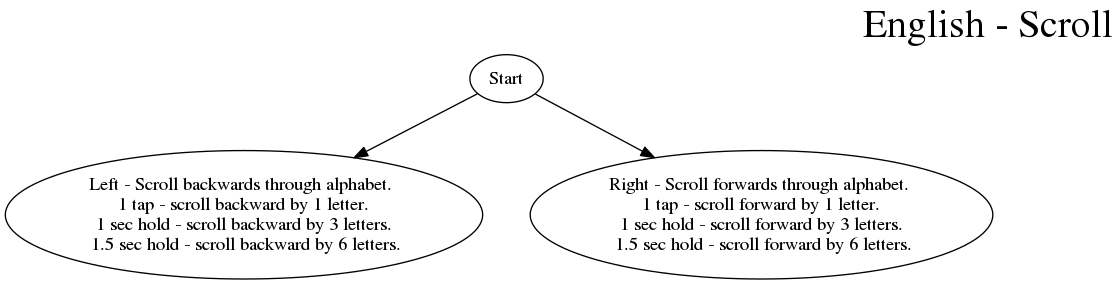 English - Scroll
Start
Left - Scroll backwards through alphabet.
1 tap - scroll backward by 1 letter.
1 sec hold - scroll backward by 3 letters.
1.5 sec hold - scroll backward by 6 letters.
Right - Scroll forwards through alphabet.
1 tap - scroll forward by 1 letter.
1 sec hold - scroll forward by 3 letters.
1.5 sec hold - scroll forward by 6 letters.